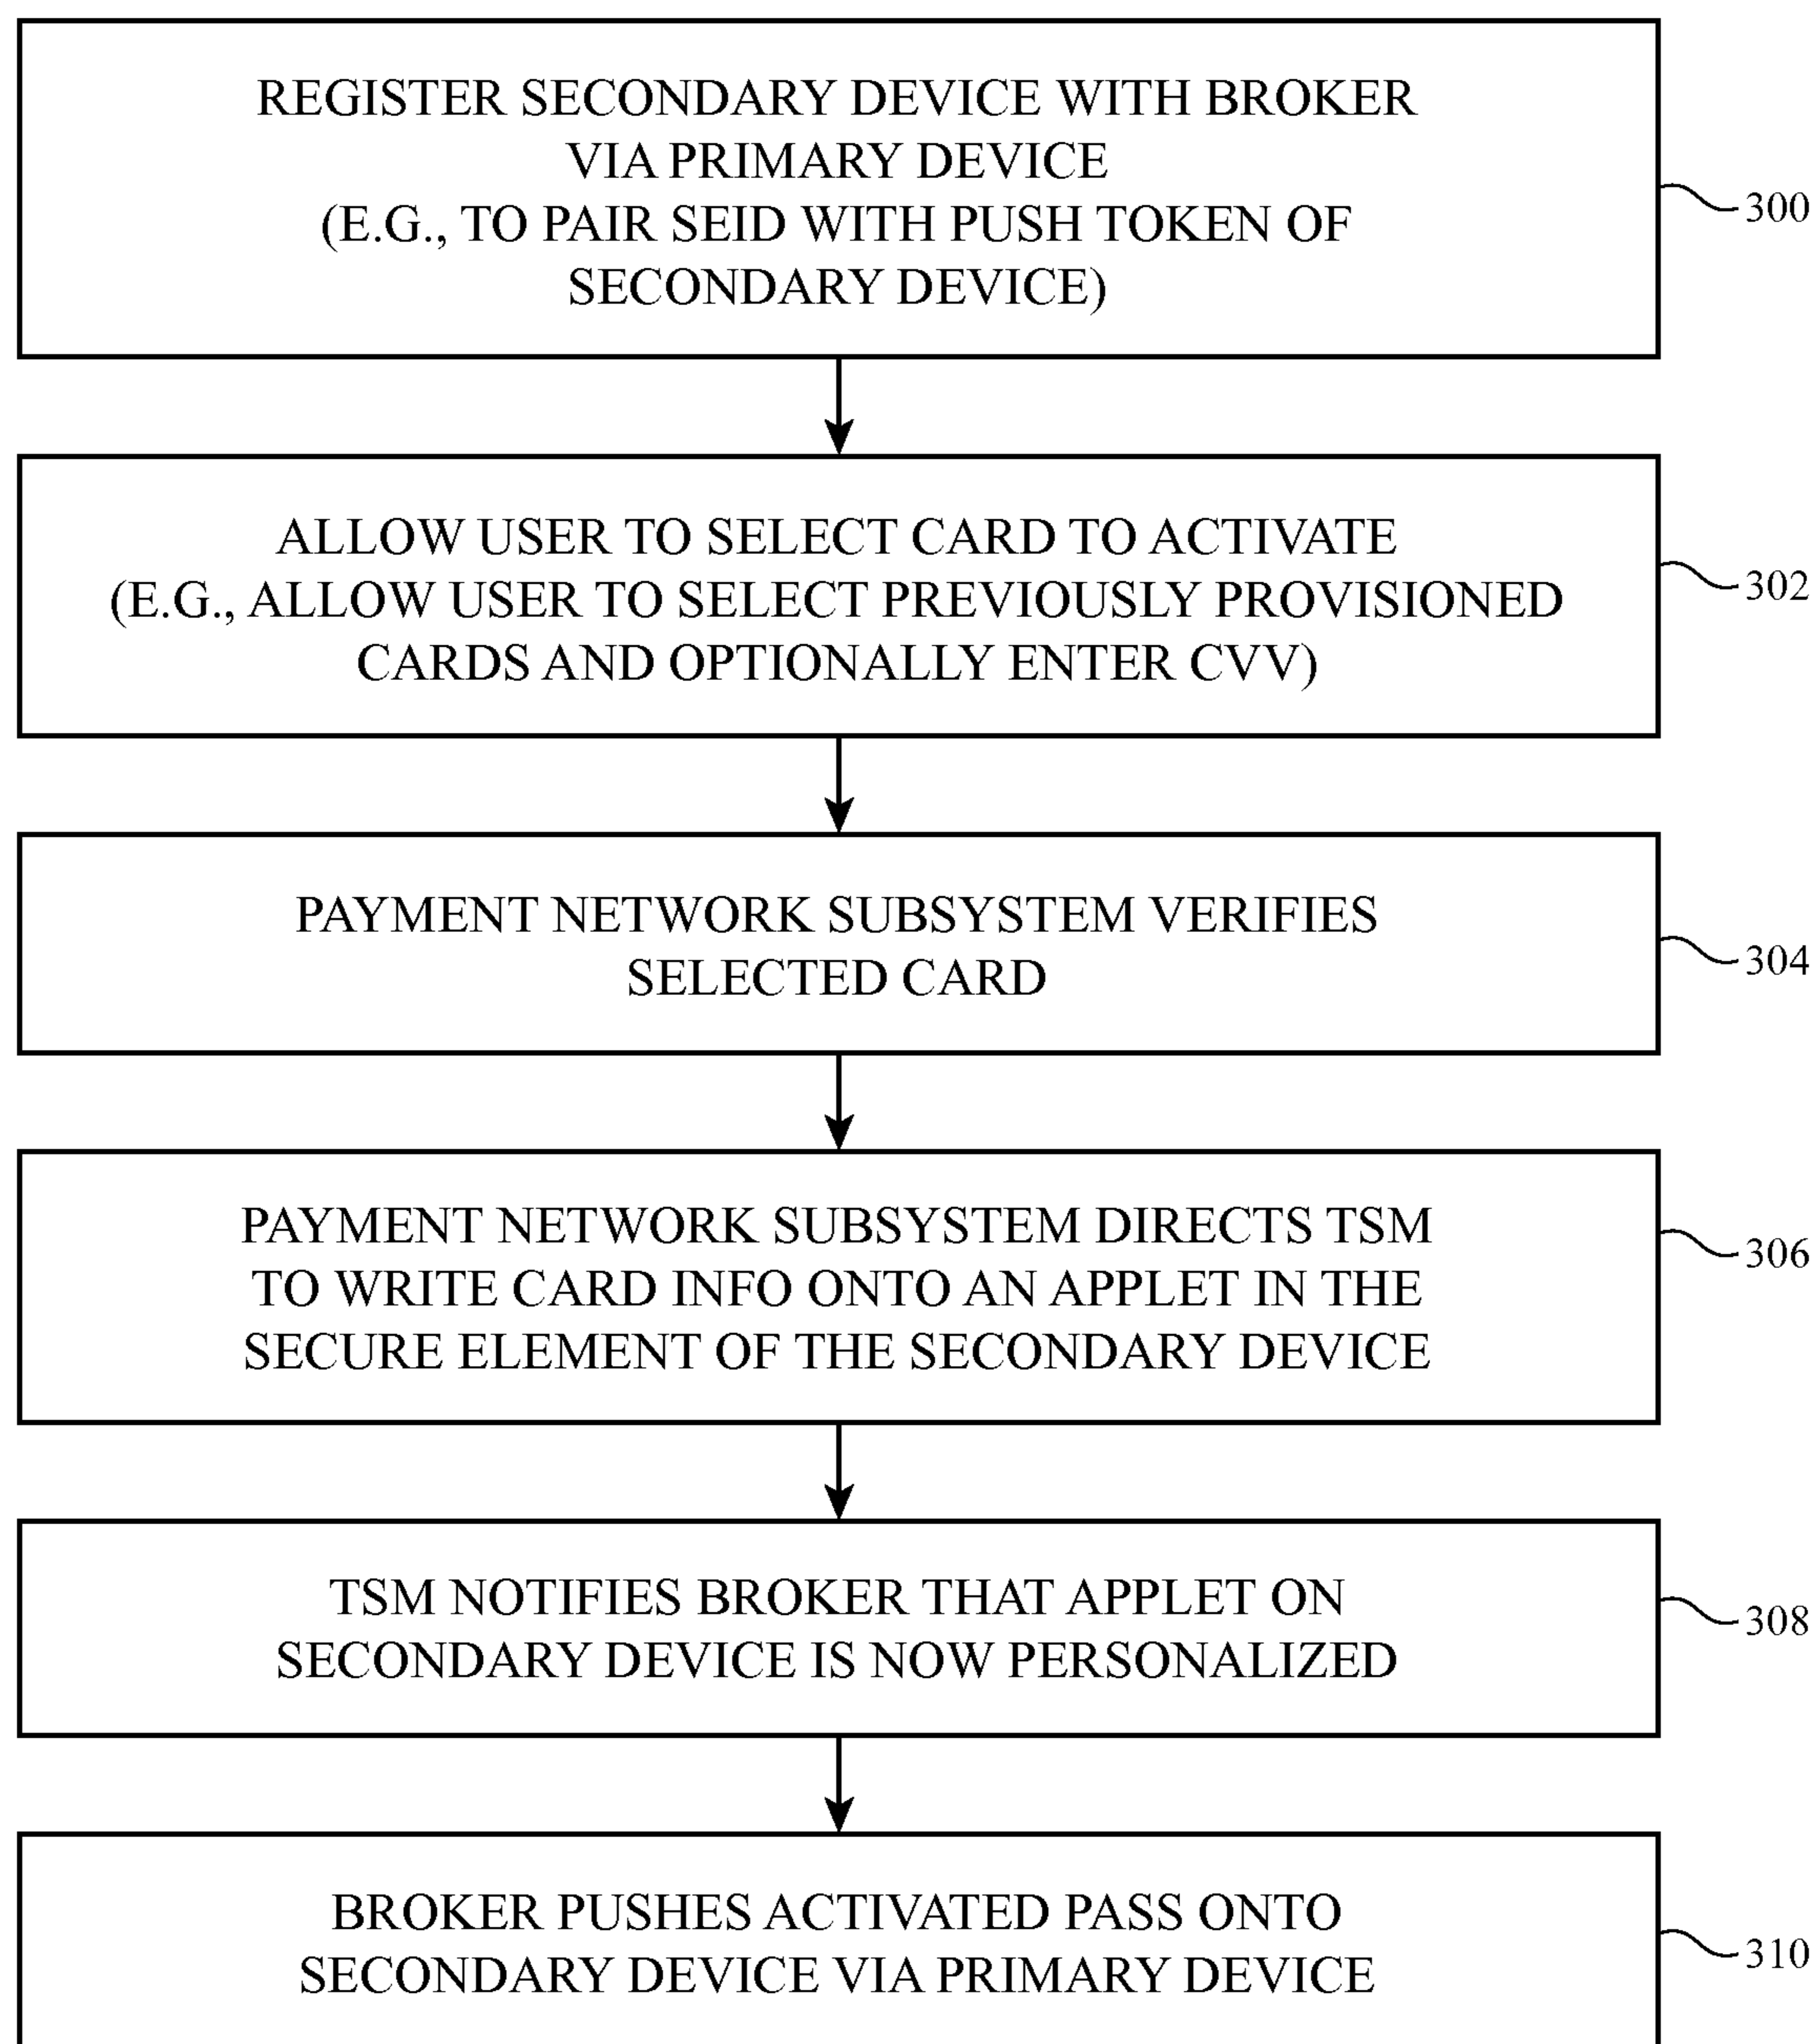 REGISTER SECONDARY DEVICE WITH BROKER
VIA PRIMARY DEVICE
(E.G., TO PAIR SEID WITH PUSH TOKEN OF
SECONDARY DEVICE)
300
ALLOW USER TO SELECT CARD TO ACTIVATE
(E.G., ALLOW USER TO SELECT PREVIOUSLY PROVISIONED
CARDS AND OPTIONALLY ENTER CVV)
302
PAYMENT NETWORK SUBSYSTEM VERIFIES
SELECTED CARD
304
PAYMENT NETWORK SUBSYSTEM DIRECTS TSM
TO WRITE CARD INFO ONTO AN APPLET IN THE
SECURE ELEMENT OF THE SECONDARY DEVICE
306
TSM NOTIFIES BROKER THAT APPLET ON
SECONDARY DEVICE IS NOW PERSONALIZED
308
BROKER PUSHES ACTIVATED PASS ONTO
SECONDARY DEVICE VIA PRIMARY DEVICE
310